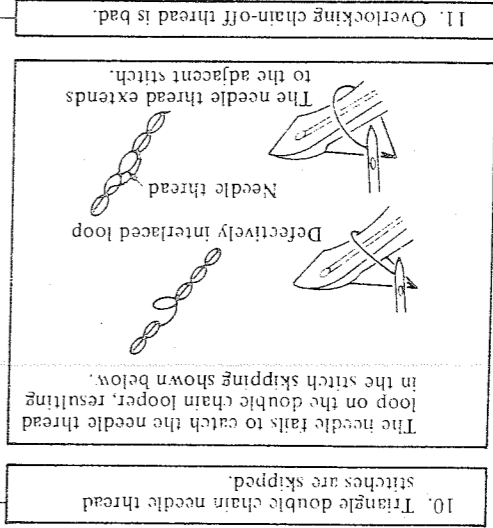 10. Triangle double chain needle thread
stitches are skipped.
The needle fails to catch the needle thread
loop on the double chain looper, resulting
in the stitch skipping shown below.
Defectively interlaced loop
Needle thread
The needle thread extends
to the adjacent stitch.
11. Overlocking chain-off thread is bad.